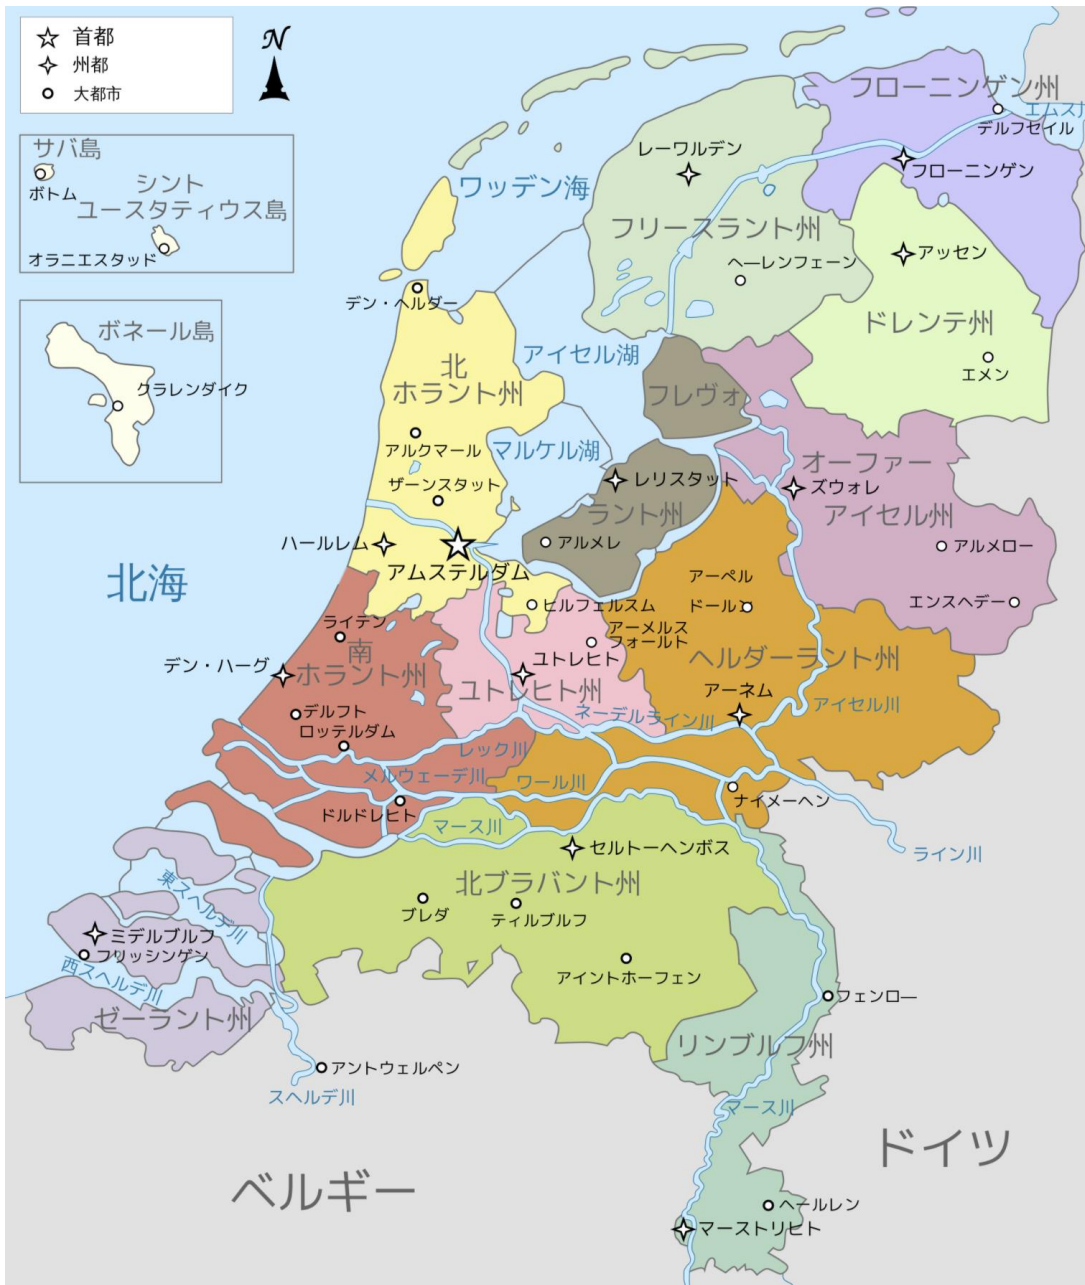 首都
州都
大都市
N
サバ島
ボトム
シント
ユースタティウス島
オラニエスタッド
ボネール島
クラレンダイク
フローニンゲン州
エムス川
デルフセイル
フローニンゲン
レーワルデン
ワッデン海
フリースラント州
アッセン
ヘーレンフェーン
デン・ヘルダー
ドレンテ州
アイセル湖
エメン
北
ホラント州
フレヴォ
アルクマール
マルケル湖
オーファー
ザーンスタット
レリスタット
ズウォレ
ラント州
アイセル州
ハールレム
アルメレ
アルメロー
アムステルダム
北海
アーペル
ドールン
ヒルフェルスム
エンスヘデー
ライデン
アーメルス
フォールト
南
ホラント州
デン・ハーグ
ユトレヒト
ユトレヒト州
ヘルダーラント州
アーネム
アイセル川
デルフト
ネーデルライン川
ロッテルダム
レック川
メルウェーデ川
ワール川
ドルドレヒト
ナイメーヘン
マース川
セルトーヘンボス
ライン川
東スヘルデ川
北ブラバント州
ブレダ
ティルブルフ
ミデルブルフ
フリッシンゲン
西スヘルデ川
アイントホーフェン
ゼーラント州
フェンロー
リンブルフ州
アントウェルペン
スヘルデ川
マース川
ドイツ
ベルギー
ヘールレン
マーストリヒト